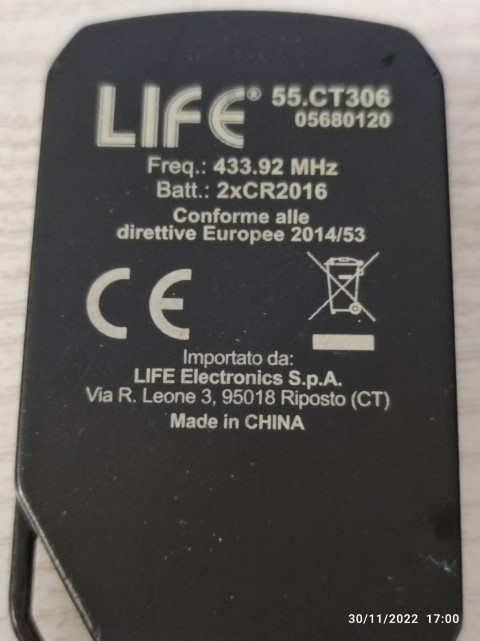 LIFE® 55.CT306
05680120
Freq.: 433.92 MHz
Batt.: 2xCR2016
Conforme alle
direttive Europee 2014/53
CE
Importato da:
LIFE Electronics S.p.A.
Via R. Leone 3, 95018 Riposto (CT)
Made in CHINA
30/11/2022 17:00